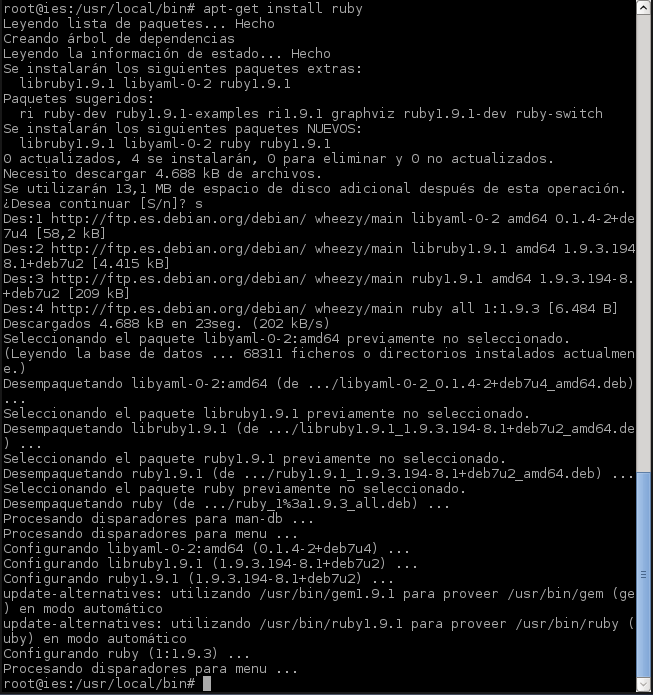 root@ies:/usr/local/bin# apt-get install ruby
Leyendo lista de paquetes... Hecho
Creando árbol de dependencias
Leyendo la información de estado... Hecho
Se instalarán los siguientes paquetes extras:
  libruby1.9.1 libyaml-0-2 ruby1.9.1
Paquetes sugeridos:
  ri ruby-dev ruby1.9.1-examples ri1.9.1 graphviz ruby1.9.1-dev ruby-switch
Se instalarán los siguientes paquetes NUEVOS:
  libruby1.9.1 libyaml-0-2 ruby ruby1.9.1
0 actualizados, 4 se instalarán, 0 para eliminar y 0 no actualizados.
Necesito descargar 4.688 kB de archivos.
Se utilizarán 13,1 MB de espacio de disco adicional después de esta operación.
¿Desea continuar [S/n]? s
Des:1 http://ftp.es.debian.org/debian/ wheezy/main libyaml-0-2 amd64 0.1.4-2+de
7u4 [58,2 kB]
Des:2 http://ftp.es.debian.org/debian/ wheezy/main libruby1.9.1 amd64 1.9.3.194
8.1+deb7u2 [4.415 kB]
Des:3 http://ftp.es.debian.org/debian/ wheezy/main ruby1.9.1 amd64 1.9.3.194-8.
+deb7u2 [209 kB]
Des:4 http://ftp.es.debian.org/debian/ wheezy/main ruby all 1:1.9.3 [6.484 B]
Descargados 4.688 kB en 23seg. (202 kB/s)
Seleccionando el paquete libyaml-0-2:amd64 previamente no seleccionado.
(Leyendo la base de datos ... 68311 ficheros o directorios instalados actualmen
e.)
Desempaquetando libyaml-0-2:amd64 (de .../libyaml-0-2_0.1.4-2+deb7u4_amd64.deb)
...
Seleccionando el paquete libruby1.9.1 previamente no seleccionado.
Desempaquetando libruby1.9.1 (de .../libruby1.9.1_1.9.3.194-8.1+deb7u2_amd64.de
) ...
Seleccionando el paquete ruby1.9.1 previamente no seleccionado.
Desempaquetando ruby1.9.1 (de .../ruby1.9.1_1.9.3.194-8.1+deb7u2_amd64.deb) ...
Seleccionando el paquete ruby previamente no seleccionado.
Desempaquetando ruby (de .../ruby_1%3a1.9.3_all.deb) ...
Procesando disparadores para man-db ...
Procesando disparadores para menu ...
Configurando libyaml-0-2:amd64 (0.1.4-2+deb7u4) ...
Configurando libruby1.9.1 (1.9.3.194-8.1+deb7u2) ...
Configurando ruby1.9.1 (1.9.3.194-8.1+deb7u2) ...
update-alternatives: utilizando /usr/bin/gem1.9.1 para proveer /usr/bin/gem (ge
) en modo automático
update-alternatives: utilizando /usr/bin/ruby1.9.1 para proveer /usr/bin/ruby (
uby) en modo automático
Configurando ruby (1:1.9.3) ...
Procesando disparadores para menu ...
root@ies:/usr/local/bin#